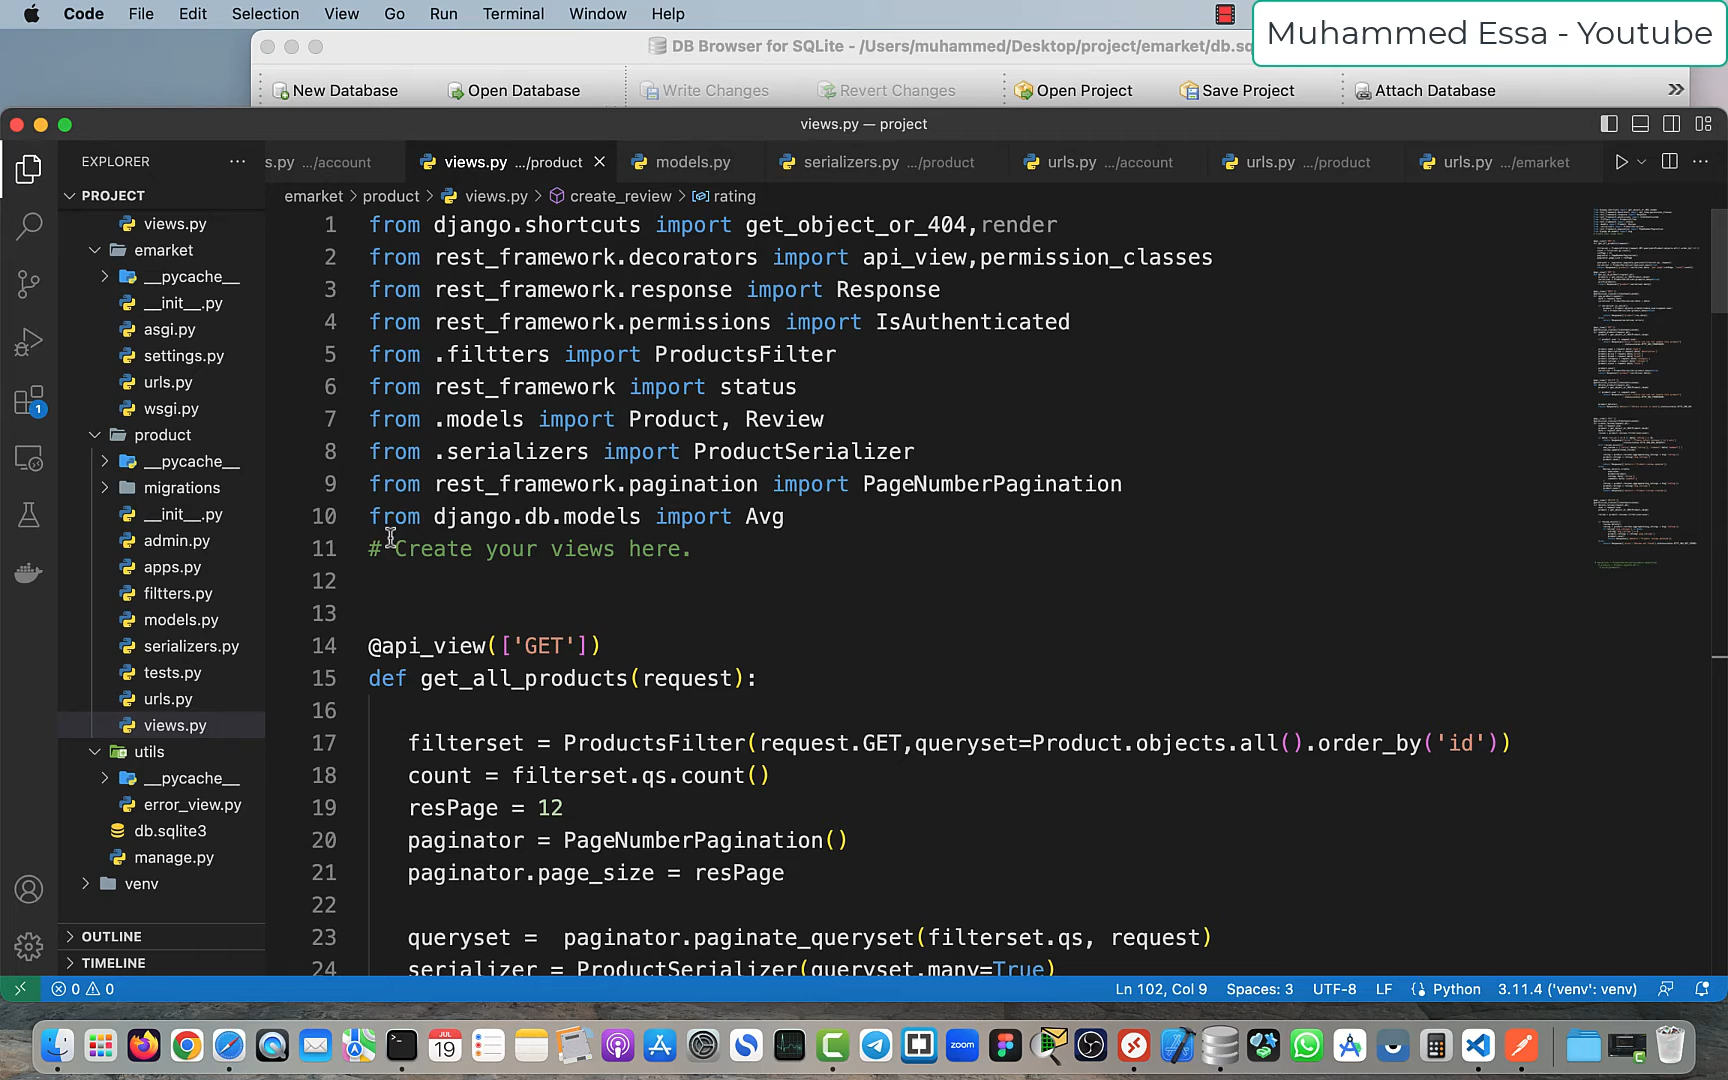 Code File Edit Selection View Go Run Terminal Window Help
Muhammed Essa - Youtube
DB Browser for SQLite - /Users/muhammed/Desktop/project/emarket/db.sq
New Database Open Database Write Changes Revert Changes Open Project Save Project Attach Database »
views.py — project
EXPLORER ...
s.py .../account views.py .../product models.py serializers.py .../product urls.py .../account urls.py .../product urls.py .../emarket
PROJECT
emarket > product > views.py > create_review > rating
views.py
emarket
__pycache__
__init__.py
asgi.py
settings.py
urls.py
wsgi.py
product
__pycache__
migrations
__init__.py
admin.py
apps.py
filtters.py
models.py
serializers.py
tests.py
urls.py
views.py
utils
__pycache__
error_view.py
db.sqlite3
manage.py
venv
OUTLINE
TIMELINE
1
1 from django.shortcuts import get_object_or_404,render
2 from rest_framework.decorators import api_view,permission_classes
3 from rest_framework.response import Response
4 from rest_framework.permissions import IsAuthenticated
5 from .filtters import ProductsFilter
6 from rest_framework import status
7 from .models import Product, Review
8 from .serializers import ProductSerializer
9 from rest_framework.pagination import PageNumberPagination
10 from django.db.models import Avg
11 # Create your views here.
12
13
14 @api_view(['GET'])
15 def get_all_products(request):
16
17 filterset = ProductsFilter(request.GET,queryset=Product.objects.all().order_by('id'))
18 count = filterset.qs.count()
19 resPage = 12
20 paginator = PageNumberPagination()
21 paginator.page_size = resPage
22
23 queryset =  paginator.paginate_queryset(filterset.qs, request)
24 serializer = ProductSerializer(queryset,many=True)
0 0 Ln 102, Col 9 Spaces: 3 UTF-8 LF Python 3.11.4 ('venv': venv)
JUL
19
zoom